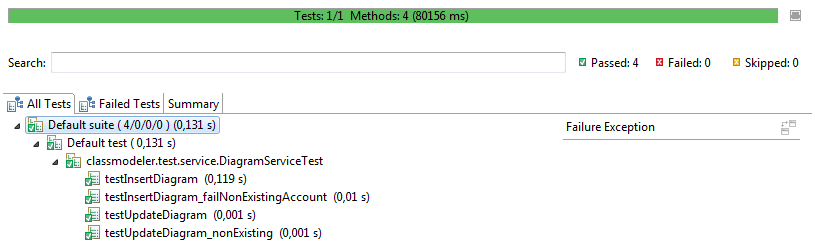 Tests: 1/1 Methods: 4 (80156 ms)
Search: Passed: 4 Failed: 0 Skipped: 0
All Tests Failed Tests Summary
Default suite ( 4/0/0/0 ) (0,131 s) Failure Exception
Default test ( 0,131 s)
classmodeler.test.service.DiagramServiceTest
testInsertDiagram (0,119 s)
testInsertDiagram_failNonExistingAccount (0,01 s)
testUpdateDiagram (0,001 s)
testUpdateDiagram_nonExisting (0,001 s)